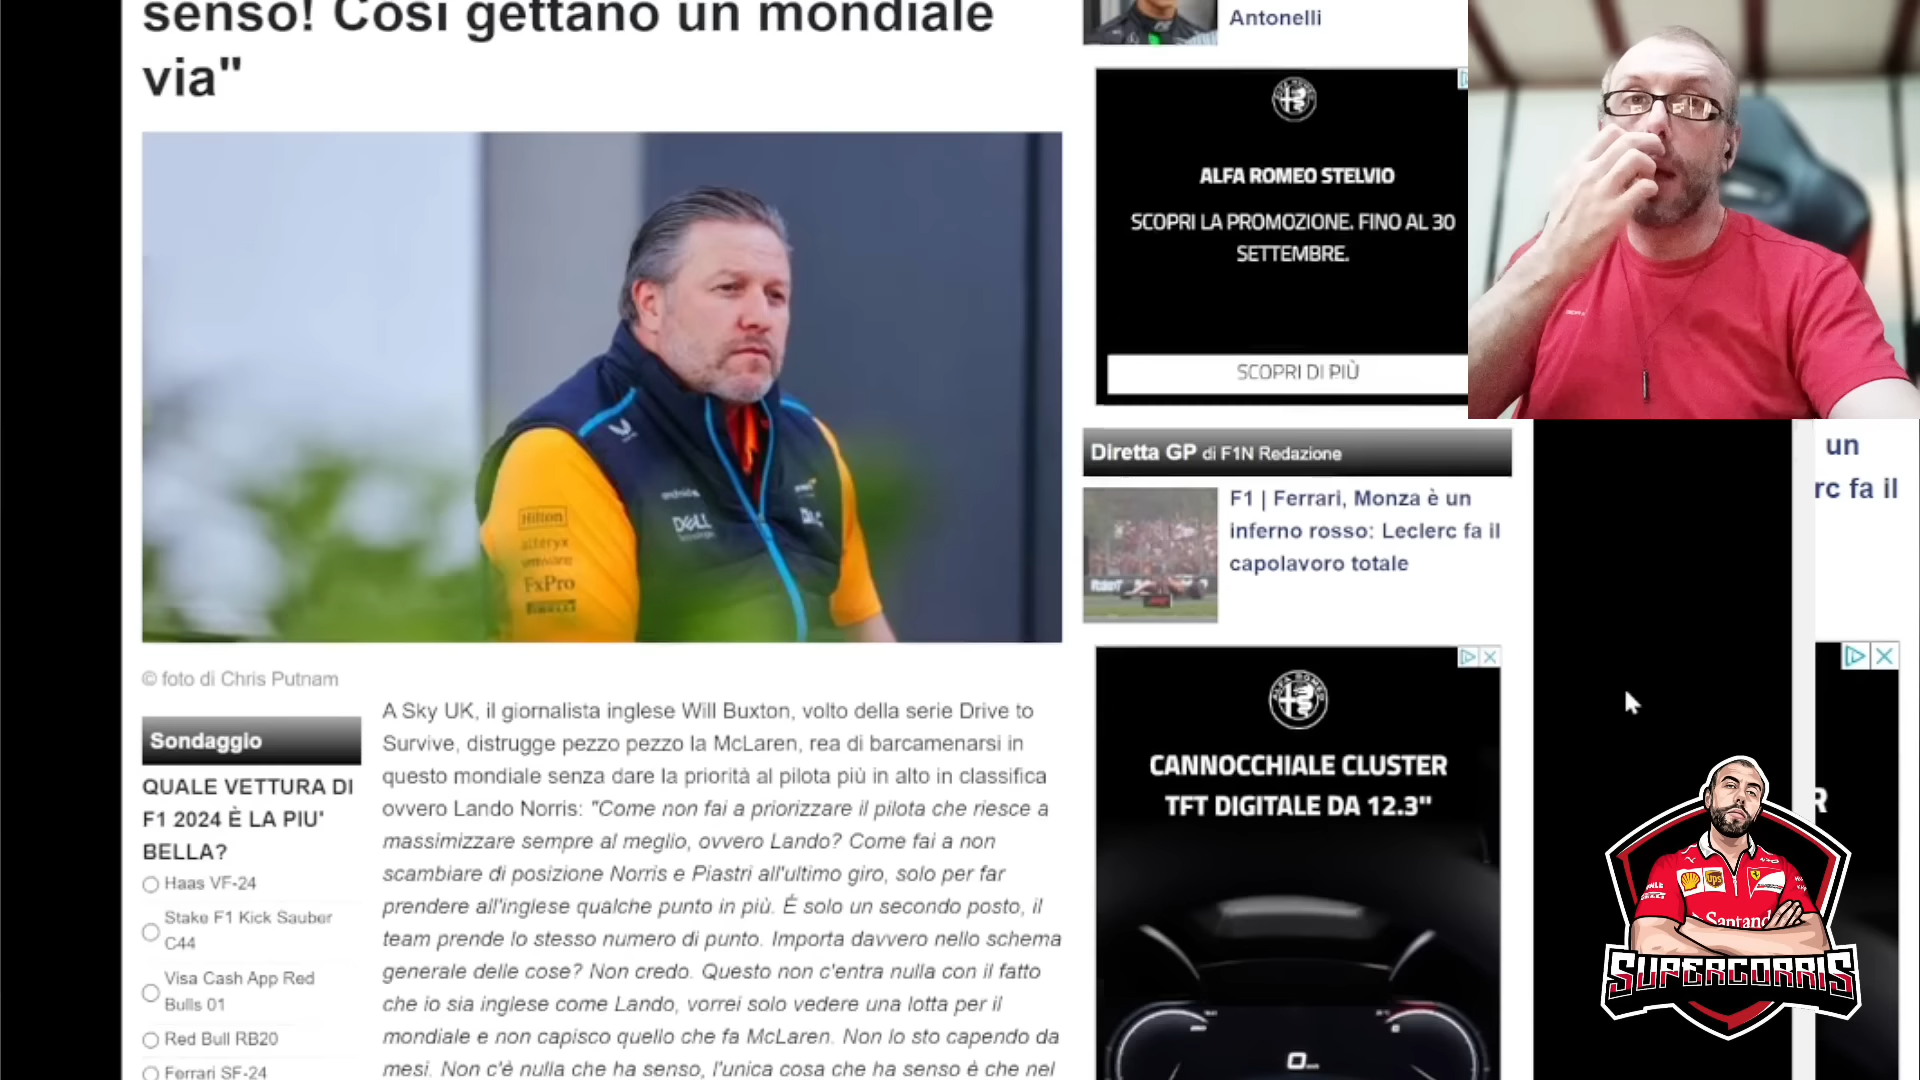 senso! Così gettano un mondiale
via"
Hilton
alteryx
vmware
FxPro
IRELLI
DELL
© foto di Chris Putnam
Sondaggio
QUALE VETTURA DI
F1 2024 È LA PIU'
BELLA?
Haas VF-24
Stake F1 Kick Sauber
C44
Visa Cash App Red
Bulls 01
Red Bull RB20
Ferrari SF-24
A Sky UK, il giornalista inglese Will Buxton, volto della serie Drive to
Survive, distrugge pezzo pezzo la McLaren, rea di barcamenarsi in
questo mondiale senza dare la priorità al pilota più in alto in classifica
ovvero Lando Norris: "Come non fai a priorizzare il pilota che riesce a
massimizzare sempre al meglio, ovvero Lando? Come fai a non
scambiare di posizione Norris e Piastri all'ultimo giro, solo per far
prendere all'inglese qualche punto in più. É solo un secondo posto, il
team prende lo stesso numero di punto. Importa davvero nello schema
generale delle cose? Non credo. Questo non c'entra nulla con il fatto
che io sia inglese come Lando, vorrei solo vedere una lotta per il
mondiale e non capisco quello che fa McLaren. Non lo sto capendo da
mesi. Non c'è nulla che ha senso, l'unica cosa che ha senso è che nel
Antonelli
ALFA ROMEO STELVIO
SCOPRI LA PROMOZIONE. FINO AL 30
SETTEMBRE.
SCOPRI DI PIÙ
Diretta GP di F1N Redazione
F1 | Ferrari, Monza è un
inferno rosso: Leclerc fa il
capolavoro totale
ALFA ROMEO
CANNOCCHIALE CLUSTER
TFT DIGITALE DA 12.3"
0
un
rc fa il
R
ups
Santand
SUPERCORRIS